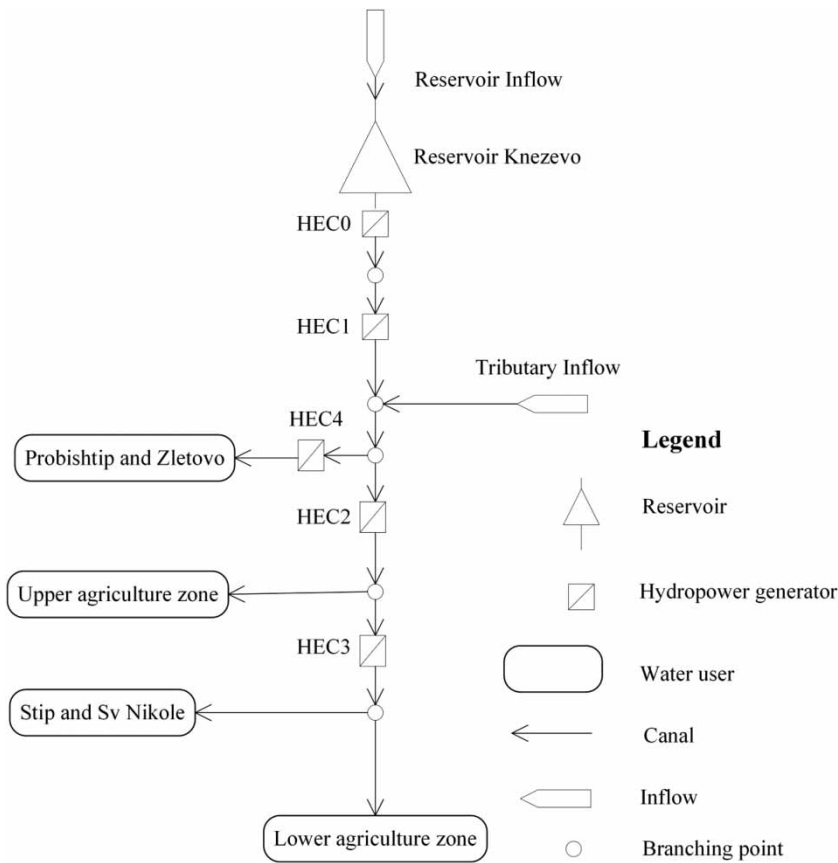 Reservoir Inflow
Reservoir Knezevo
HEC0
HEC1
Tributary Inflow
HEC4
Probishtip and Zletovo
HEC2
Upper agriculture zone
HEC3
Stip and Sv Nikole
Lower agriculture zone
Legend
Reservoir
Hydropower generator
Water user
Canal
Inflow
Branching point